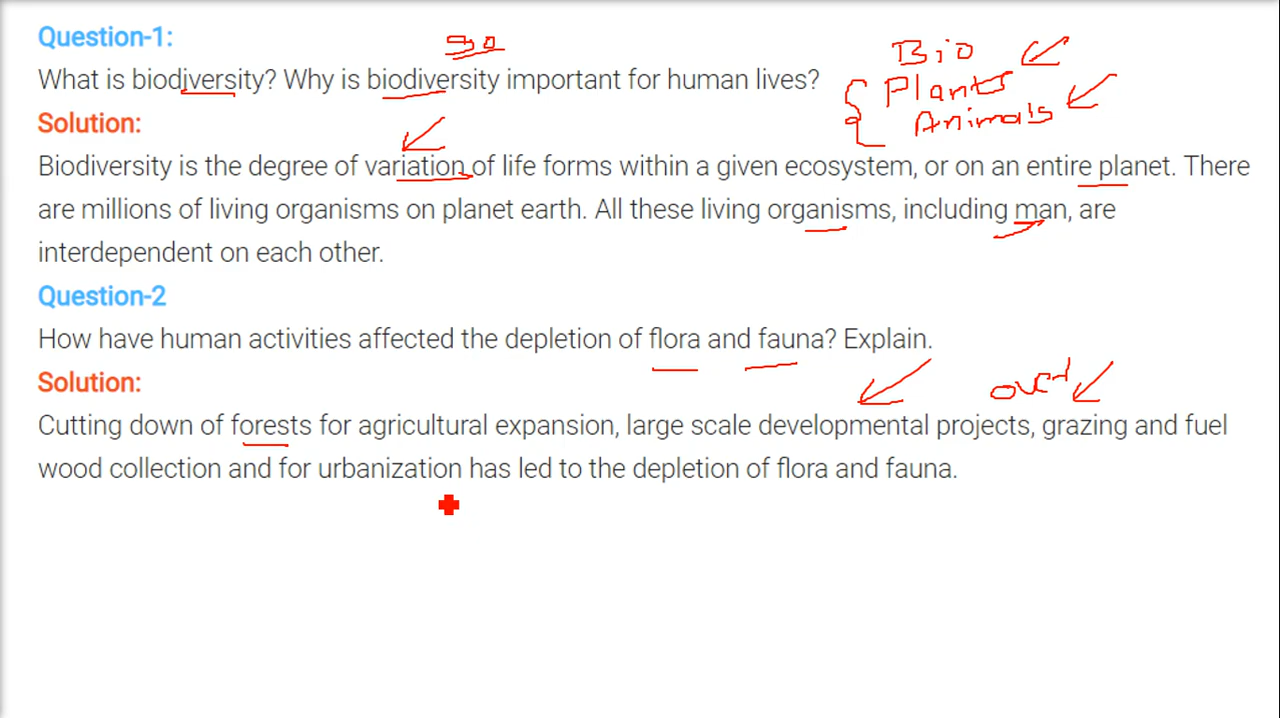 Question-1:
What is biodiversity? Why is biodiversity important for human lives?
Bio
Plants
Animals
Solution:
Biodiversity is the degree of variation of life forms within a given ecosystem, or on an entire planet. There
are millions of living organisms on planet earth. All these living organisms, including man, are
interdependent on each other.
Question-2
How have human activities affected the depletion of flora and fauna? Explain.
Solution:
over
Cutting down of forests for agricultural expansion, large scale developmental projects, grazing and fuel
wood collection and for urbanization has led to the depletion of flora and fauna.